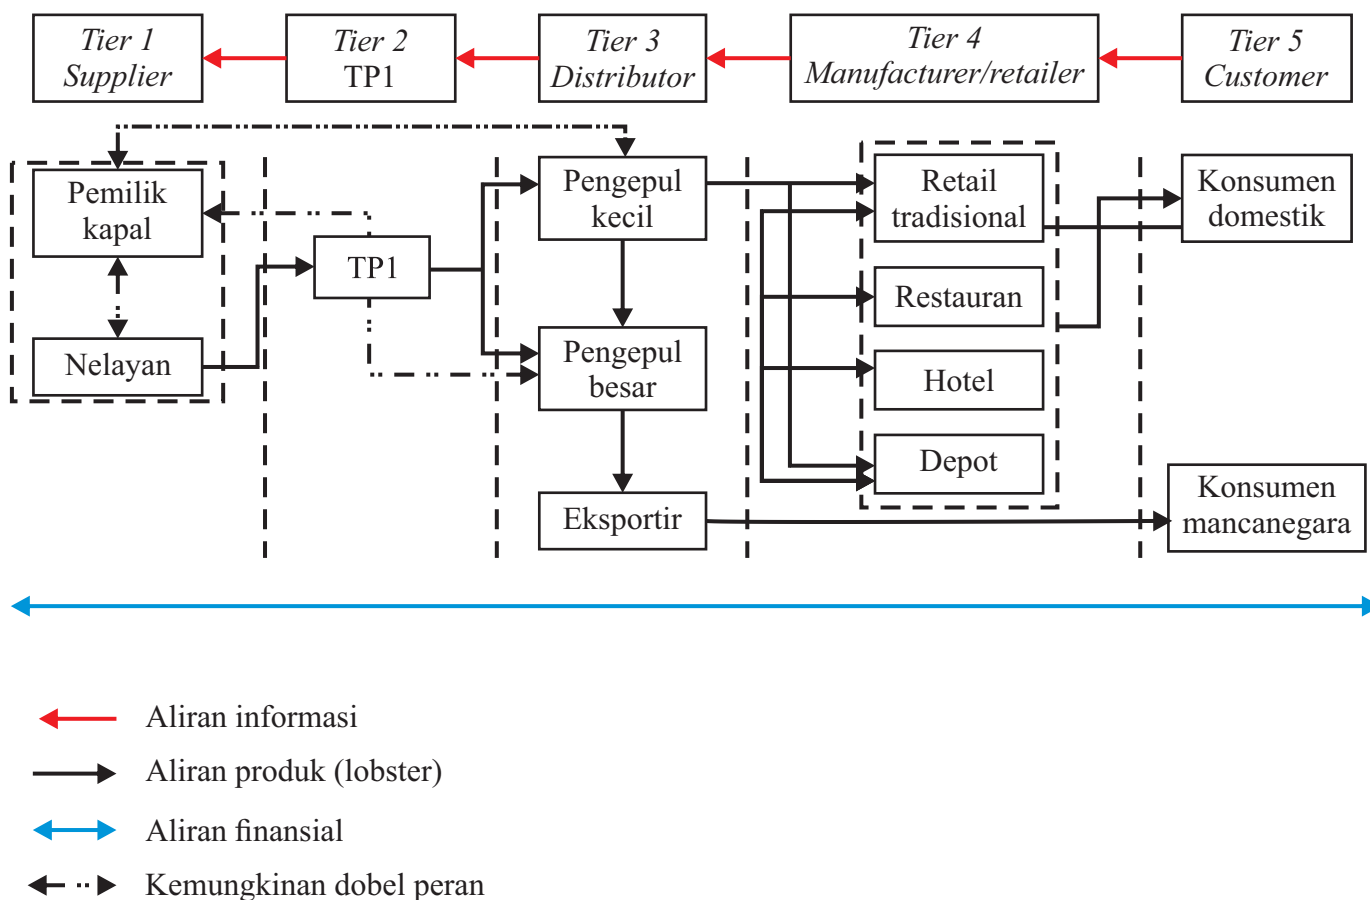 Tier 1
Supplier
Tier 2
TP1
Tier 3
Distributor
Tier 4
Manufacturer/retailer
Tier 5
Customer
Pemilik
kapal
Nelayan
TP1
Pengepul
kecil
Pengepul
besar
Eksportir
Retail
tradisional
Restauran
Hotel
Depot
Konsumen
domestik
Konsumen
mancanegara
Aliran informasi
Aliran produk (lobster)
Aliran finansial
Kemungkinan dobel peran